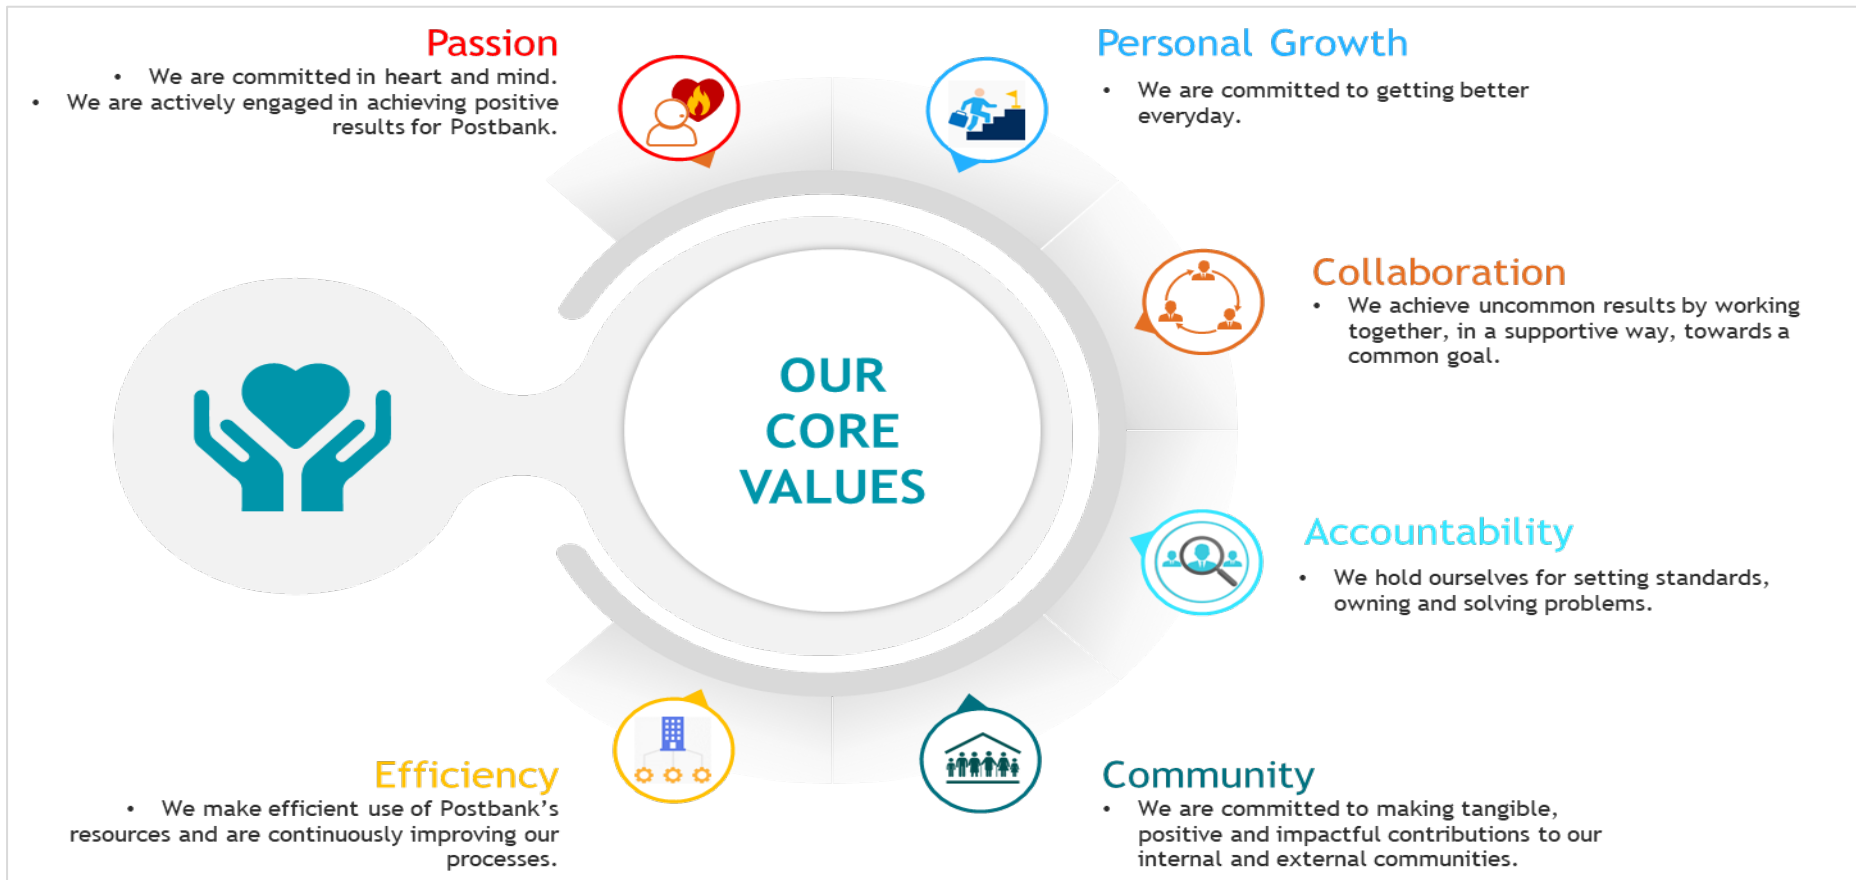 Passion
• We are committed in heart and mind.
• We are actively engaged in achieving positive
results for Postbank.
Personal Growth
• We are committed to getting better
everyday.
Collaboration
• We achieve uncommon results by working
together, in a supportive way, towards a
common goal.
OUR
CORE
VALUES
Accountability
• We hold ourselves for setting standards,
owning and solving problems.
Efficiency
• We make efficient use of Postbank’s
resources and are continuously improving our
processes.
Community
• We are committed to making tangible,
positive and impactful contributions to our
internal and external communities.